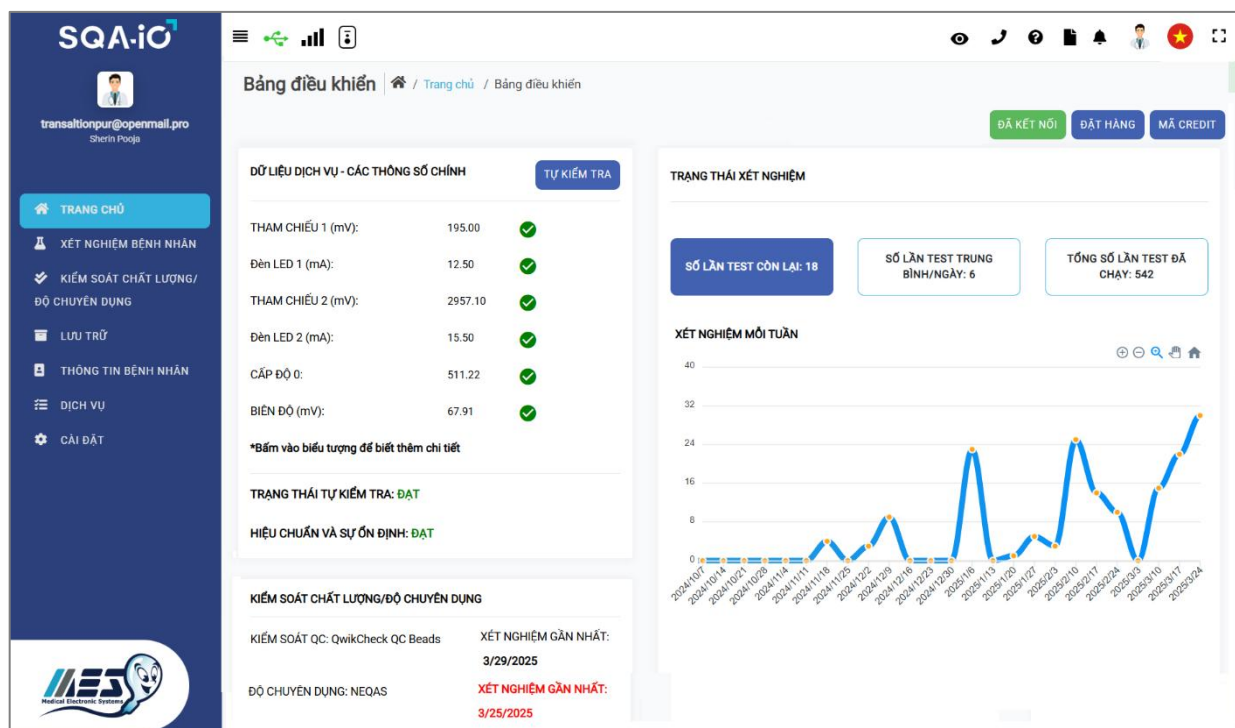 SQA-iO
transaltionpur@openmail.pro
Sherin Pooja
TRANG CHỦ
XÉT NGHIỆM BỆNH NHÂN
KIỂM SOÁT CHẤT LƯỢNG/
ĐỘ CHUYÊN DỤNG
LƯU TRỮ
THÔNG TIN BỆNH NHÂN
DỊCH VỤ
CÀI ĐẶT
MES
Medical Electronic Systems
Bảng điều khiển / Trang chủ / Bảng điều khiển
ĐÃ KẾT NỐI ĐẶT HÀNG MÃ CREDIT
DỮ LIỆU DỊCH VỤ - CÁC THÔNG SỐ CHÍNH TỰ KIỂM TRA
THAM CHIẾU 1 (mV): 195.00
Đèn LED 1 (mA): 12.50
THAM CHIẾU 2 (mV): 2957.10
Đèn LED 2 (mA): 15.50
CẤP ĐỘ 0: 511.22
BIÊN ĐỘ (mV): 67.91
*Bấm vào biểu tượng để biết thêm chi tiết
TRẠNG THÁI TỰ KIỂM TRA: ĐẠT
HIỆU CHUẨN VÀ SỰ ỔN ĐỊNH: ĐẠT
KIỂM SOÁT CHẤT LƯỢNG/ĐỘ CHUYÊN DỤNG
KIỂM SOÁT QC: QwikCheck QC Beads XÉT NGHIỆM GẦN NHẤT:
3/29/2025
ĐỘ CHUYÊN DỤNG: NEQAS XÉT NGHIỆM GẦN NHẤT:
3/25/2025
TRẠNG THÁI XÉT NGHIỆM
SỐ LẦN TEST CÒN LẠI: 18
SỐ LẦN TEST TRUNG
BÌNH/NGÀY: 6
TỔNG SỐ LẦN TEST ĐÃ
CHẠY: 542
XÉT NGHIỆM MỖI TUẦN
40
32
24
16
8
0
2024/10/7 2024/10/14 2024/10/21 2024/10/28 2024/11/4 2024/11/11 2024/11/18 2024/11/25 2024/12/2 2024/12/9 2024/12/16 2024/12/23 2024/12/30 2025/1/6 2025/1/13 2025/1/20 2025/1/27 2025/2/3 2025/2/10 2025/2/17 2025/2/24 2025/3/3 2025/3/10 2025/3/17 2025/3/24